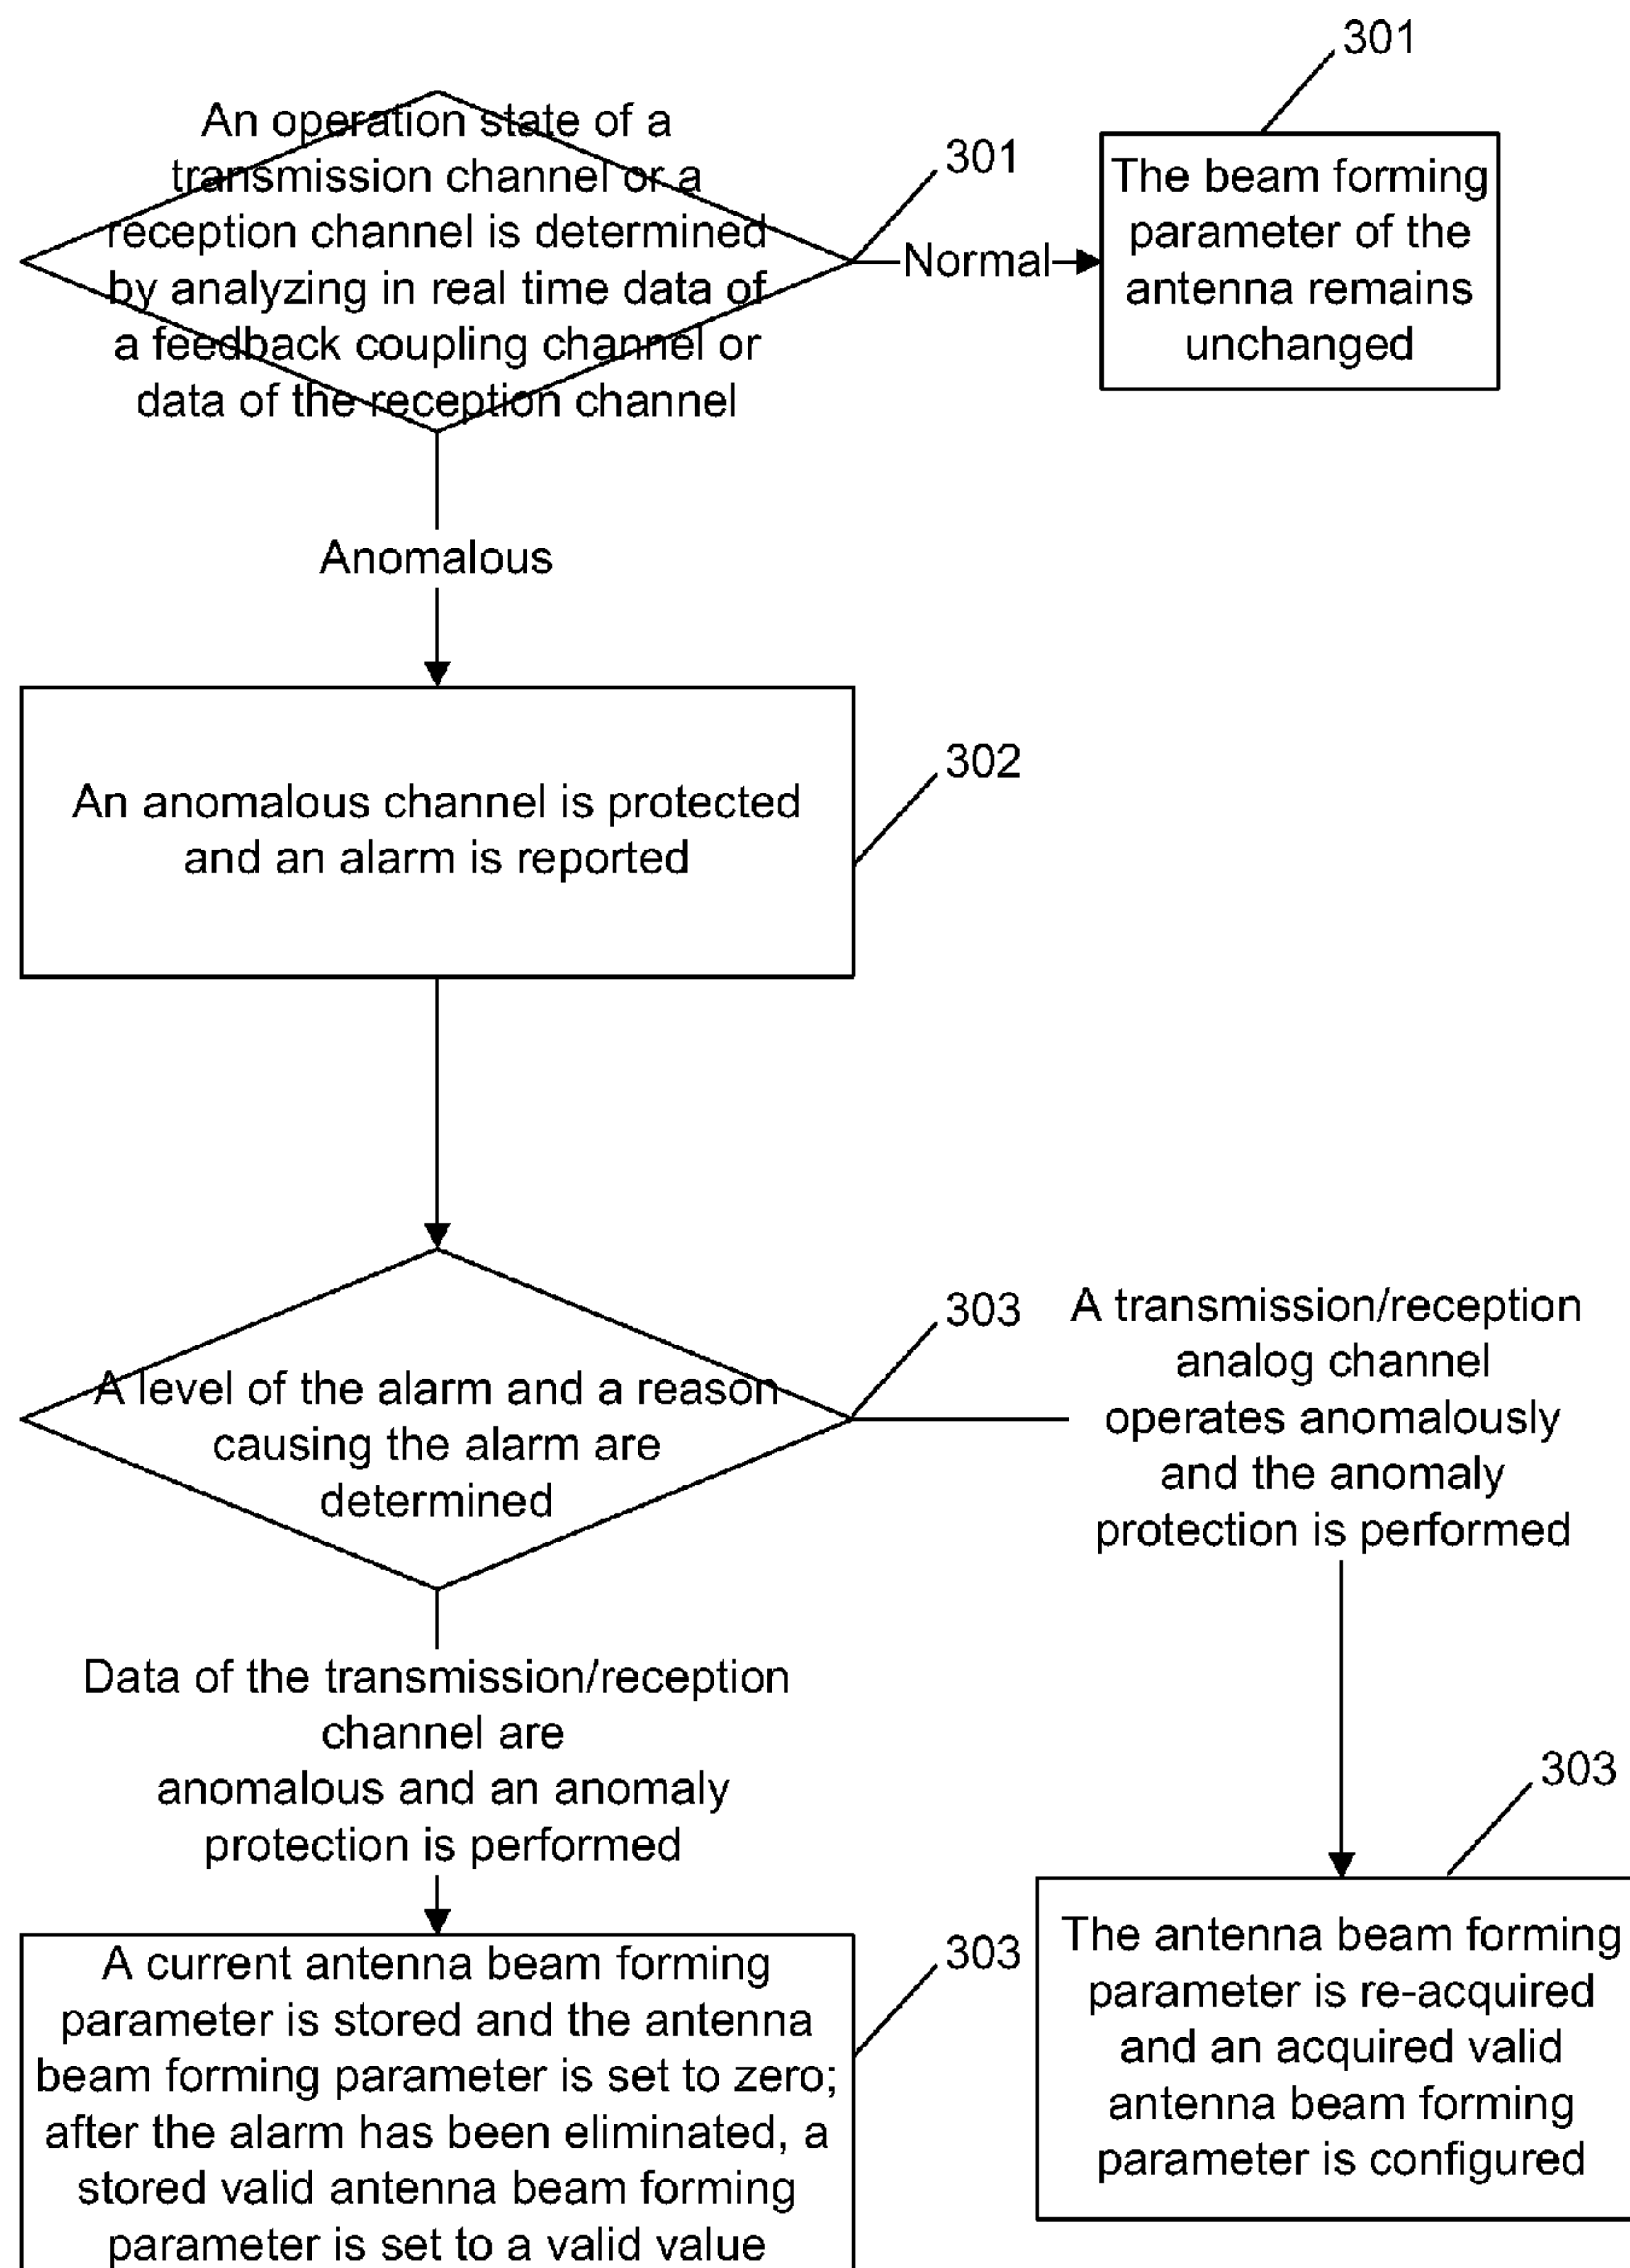 301
An operation state of a
transmission channel or a
reception channel is determined
by analyzing in real time data of
a feedback coupling channel or
data of the reception channel
301
Normal
The beam forming
parameter of the
antenna remains
unchanged
Anomalous
An anomalous channel is protected
and an alarm is reported
302
A level of the alarm and a reason
causing the alarm are
determined
303
A transmission/reception
analog channel
operates anomalously
and the anomaly
protection is performed
Data of the transmission/reception
channel are
anomalous and an anomaly
protection is performed
303
A current antenna beam forming
parameter is stored and the antenna
beam forming parameter is set to zero;
after the alarm has been eliminated, a
stored valid antenna beam forming
parameter is set to a valid value
303
The antenna beam forming
parameter is re-acquired
and an acquired valid
antenna beam forming
parameter is configured